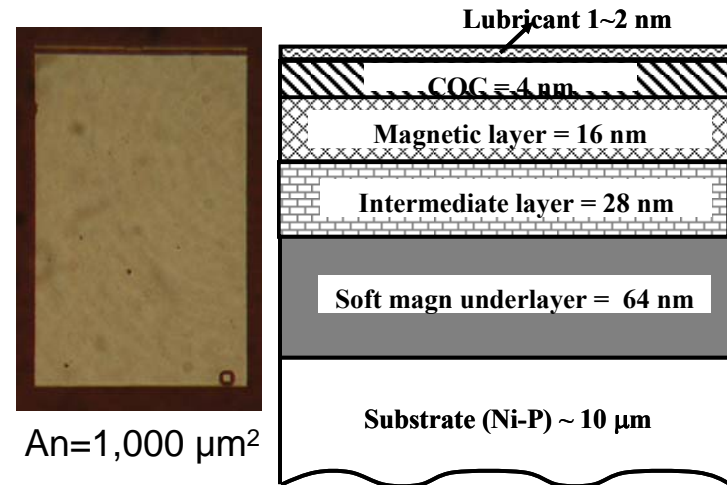 Lubricant 1~2 nm
COC = 4 nm
Magnetic layer = 16 nm
Intermediate layer = 28 nm
Soft magn underlayer = 64 nm
Substrate (Ni-P) ~ 10 μm
An=1,000 μm²